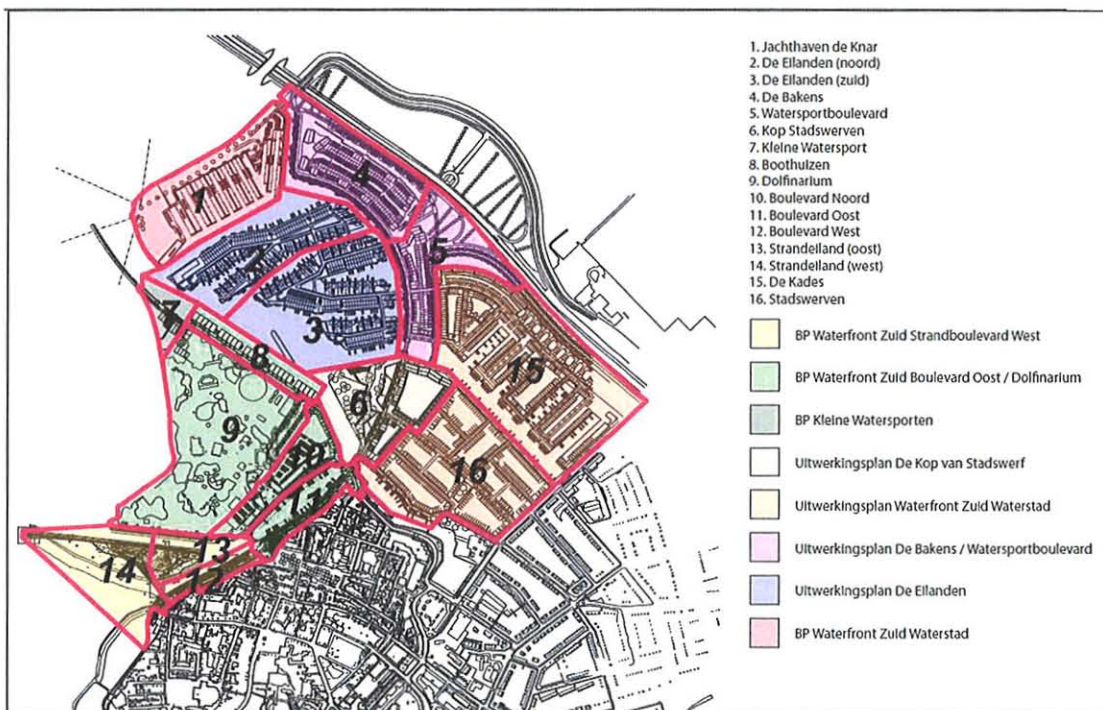 1. Jachthaven de Knar
2. De Eilanden (noord)
3. De Eilanden (zuid)
4. De Bakens
5. Watersportboulevard
6. Kop Stadswerven
7. Kleine Watersport
8. Boothuizen
9. Dolfinarium
10. Boulevard Noord
11. Boulevard Oost
12. Boulevard West
13. Strandeiland (oost)
14. Strandeiland (west)
15. De Kades
16. Stadswerven
BP Waterfront Zuid Strandboulevard West
BP Waterfront Zuid Boulevard Oost / Dolfinarium
BP Kleine Watersporten
Uitwerkingsplan De Kop van Stadswerf
Uitwerkingsplan Waterfront Zuid Waterstad
Uitwerkingsplan De Bakens / Watersportboulevard
Uitwerkingsplan De Eilanden
BP Waterfront Zuid Waterstad
1
4
2
5
3
7
8
15
6
9
10
16
11
13
14
12